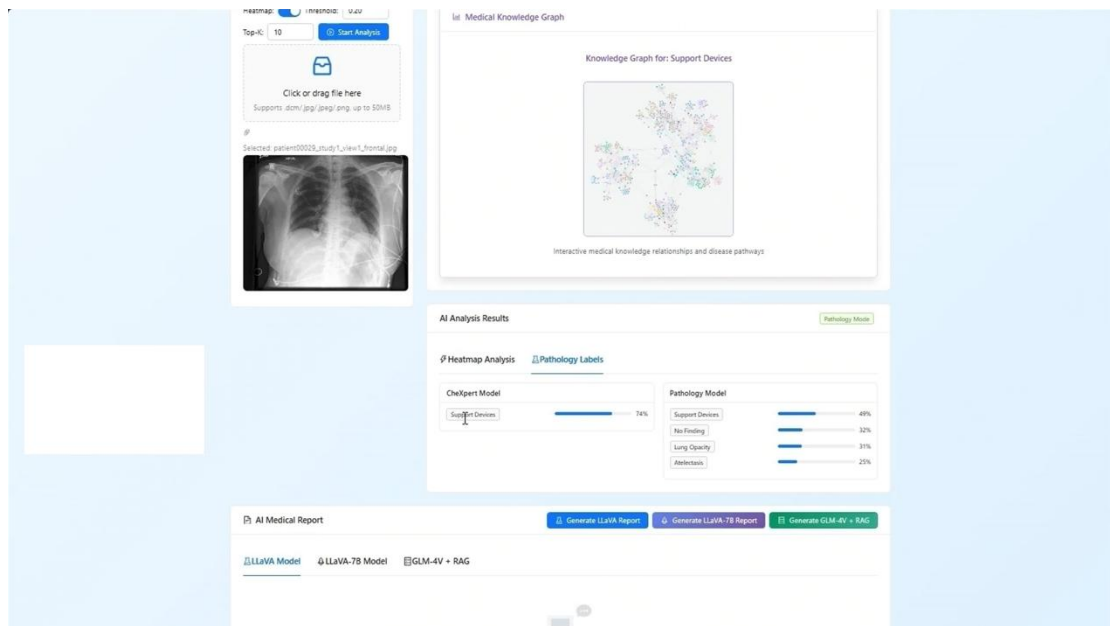 Heatmap: Threshold: 0.20
Top-K: 10 Start Analysis
Click or drag file here
Supports .dcm/.jpg/.jpeg/.png, up to 50MB
Selected: patient00029_study1_view1_frontal.jpg
Medical Knowledge Graph
Knowledge Graph for: Support Devices
Interactive medical knowledge relationships and disease pathways
AI Analysis Results Pathology Mode
Heatmap Analysis Pathology Labels
CheXpert Model
Support Devices 74%
Pathology Model
Support Devices 49%
No Finding 32%
Lung Opacity 31%
Atelectasis 25%
AI Medical Report Generate LLaVA Report Generate LLaVA-7B Report Generate GLM-4V + RAG
LLaVA Model LLaVA-7B Model GLM-4V + RAG